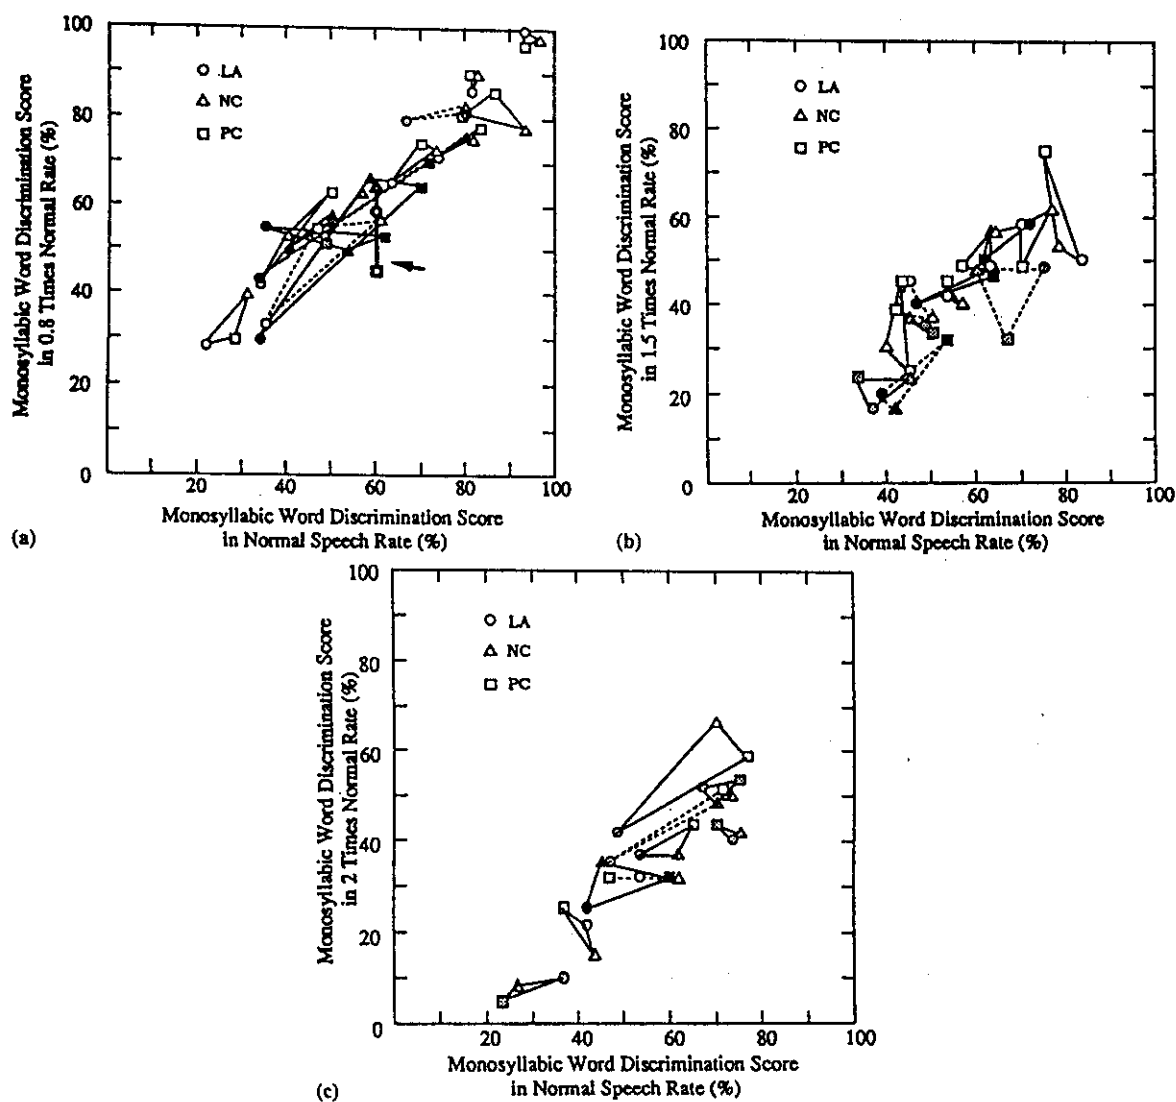 Monosyllabic Word Discrimination Score
in 0.8 Times Normal Rate (%)
100
80
60
40
20
0
LA
NC
PC
20
40
60
80
100
Monosyllabic Word Discrimination Score
in Normal Speech Rate (%)
(a)
Monosyllabic Word Discrimination Score
in 1.5 Times Normal Rate (%)
100
80
60
40
20
0
LA
NC
PC
20
40
60
80
100
Monosyllabic Word Discrimination Score
in Normal Speech Rate (%)
(b)
Monosyllabic Word Discrimination Score
in 2 Times Normal Rate (%)
100
80
60
40
20
0
LA
NC
PC
20
40
60
80
100
Monosyllabic Word Discrimination Score
in Normal Speech Rate (%)
(c)